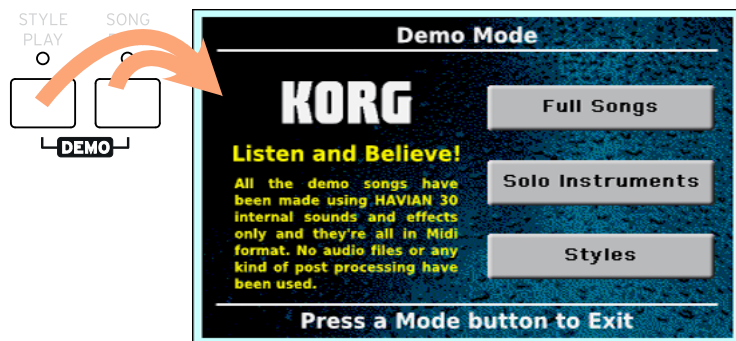 STYLE
PLAY
SONG
DEMO
Demo Mode
KORG
Listen and Believe!
All the demo songs have
been made using HAVIAN 30
internal sounds and effects
only and they're all in Midi
format. No audio files or any
kind of post processing have
been used.
Full Songs
Solo Instruments
Styles
Press a Mode button to Exit